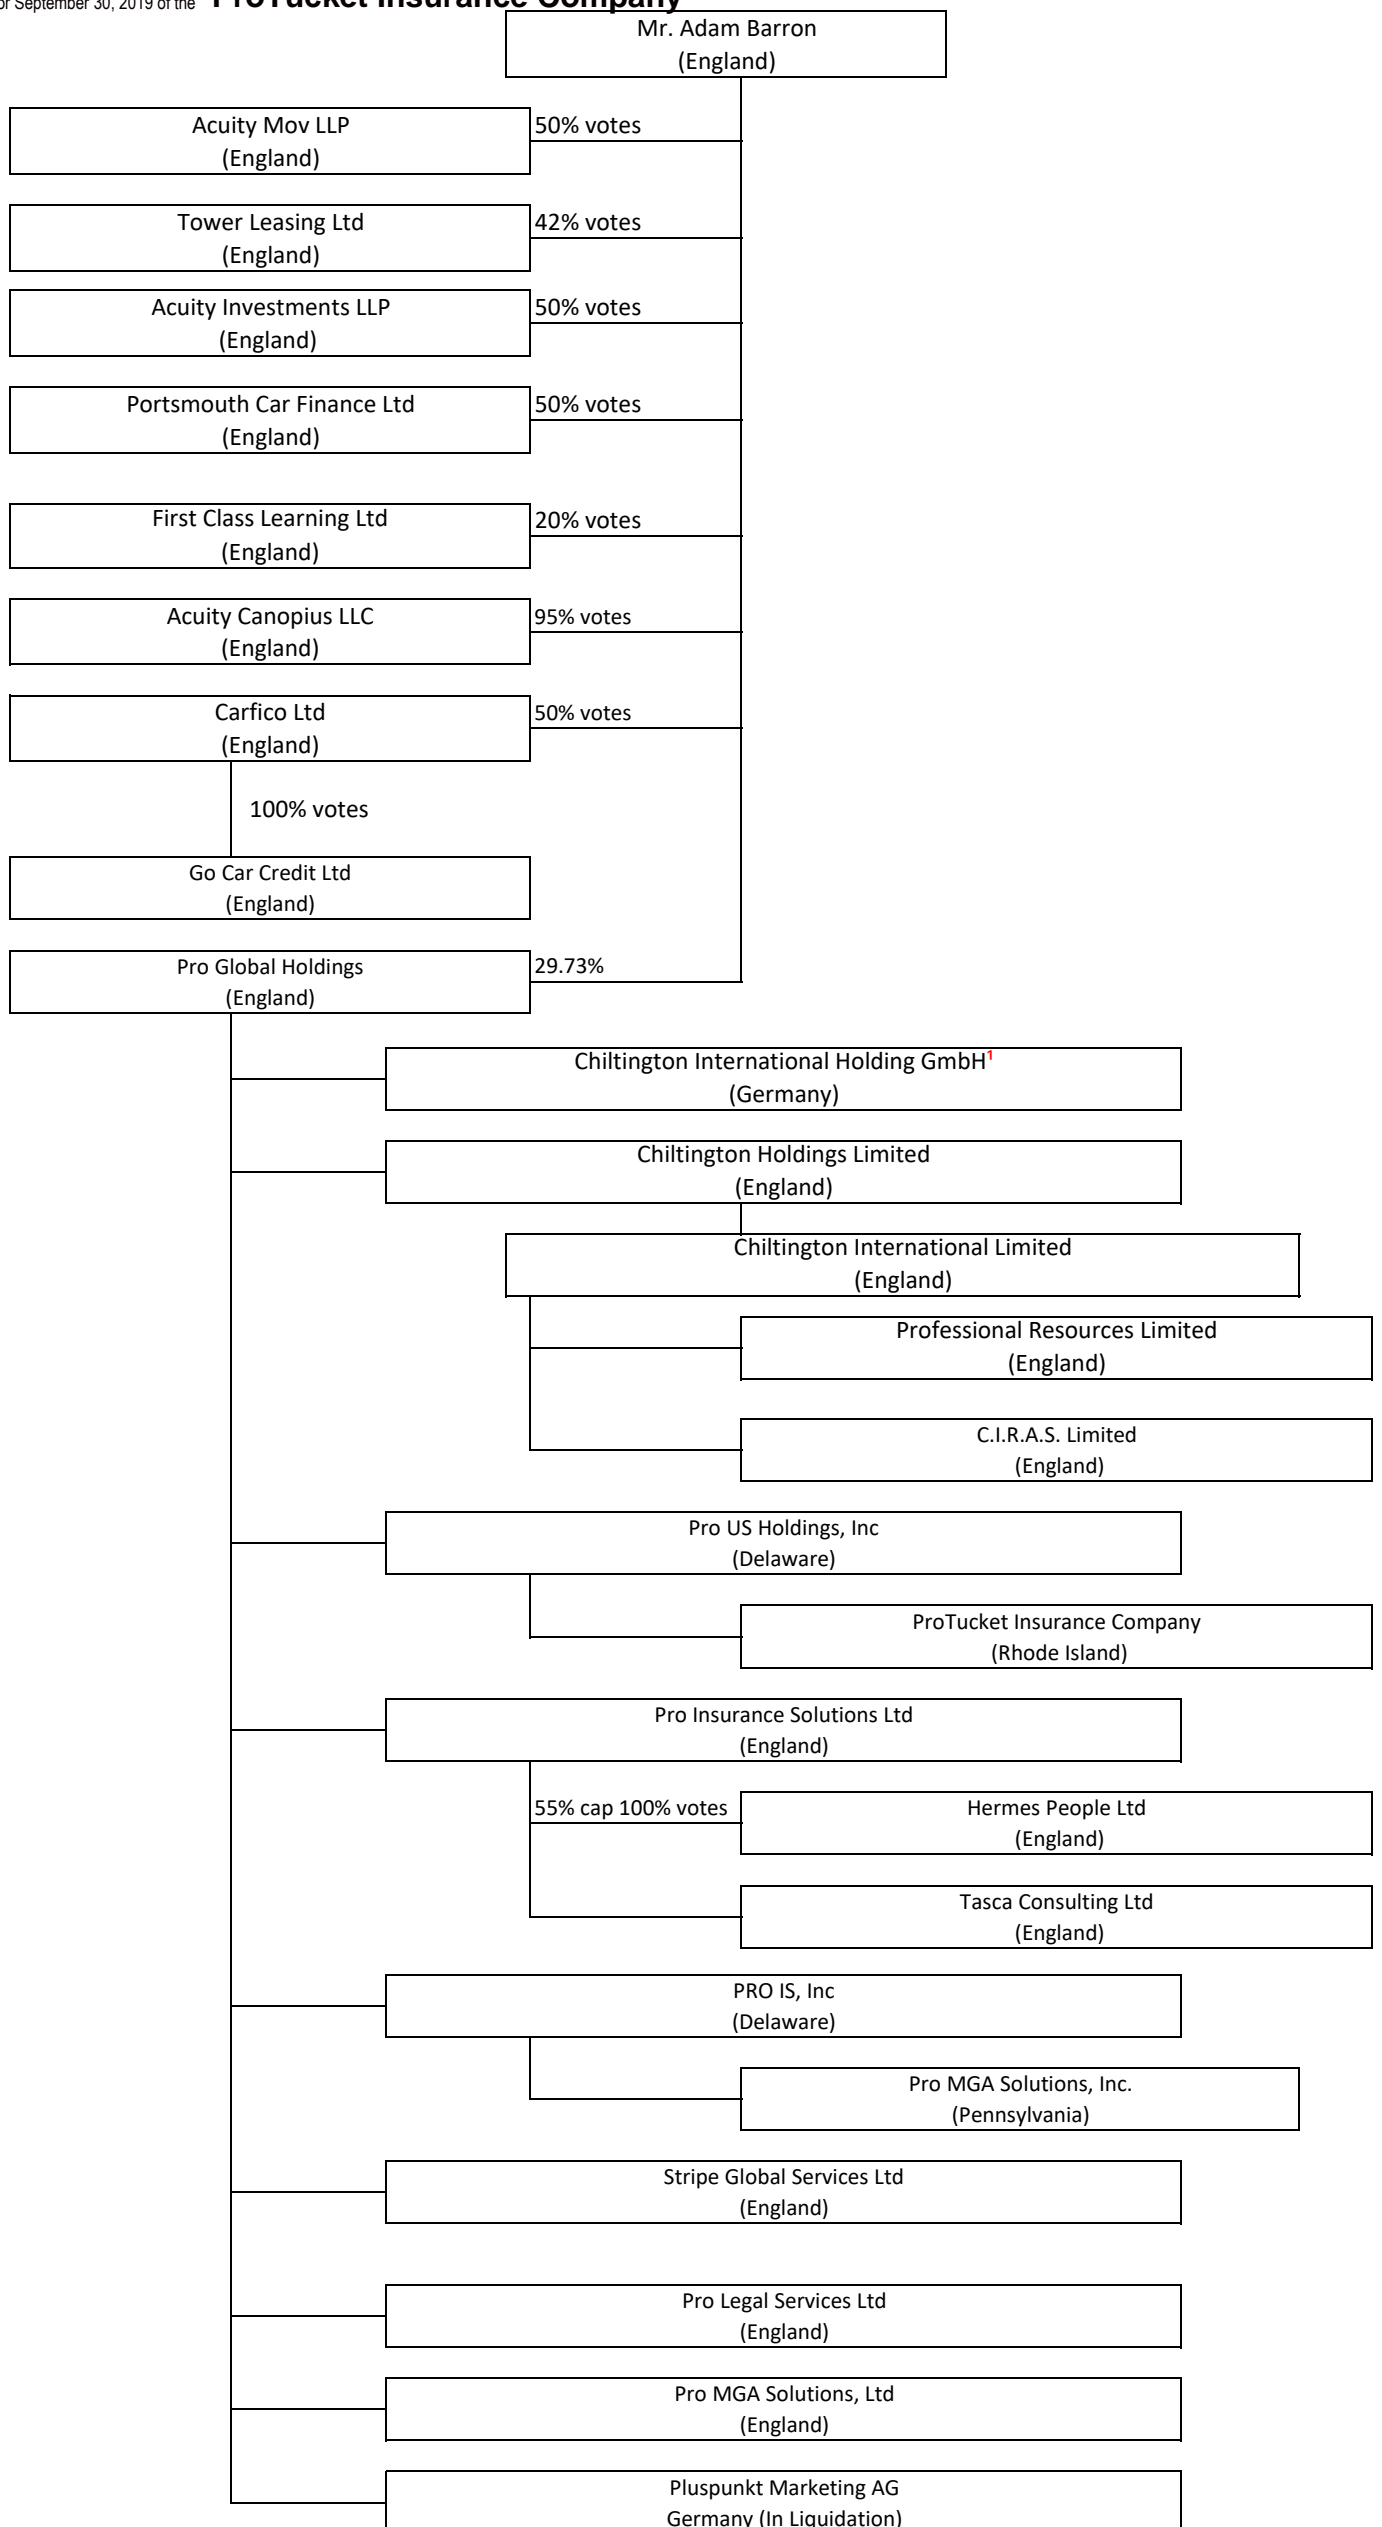 or September 30, 2019 of the ProTucket Insurance Company
Mr. Adam Barron
(England)
Acuity Mov LLP
(England)
50% votes
Tower Leasing Ltd
(England)
42% votes
Acuity Investments LLP
(England)
50% votes
Portsmouth Car Finance Ltd
(England)
50% votes
First Class Learning Ltd
(England)
20% votes
Acuity Canopius LLC
(England)
95% votes
Carfico Ltd
(England)
50% votes
100% votes
Go Car Credit Ltd
(England)
Pro Global Holdings
(England)
29.73%
Chiltington International Holding GmbH¹
(Germany)
Chiltington Holdings Limited
(England)
Chiltington International Limited
(England)
Professional Resources Limited
(England)
C.I.R.A.S. Limited
(England)
Pro US Holdings, Inc
(Delaware)
ProTucket Insurance Company
(Rhode Island)
Pro Insurance Solutions Ltd
(England)
55% cap 100% votes
Hermes People Ltd
(England)
Tasca Consulting Ltd
(England)
PRO IS, Inc
(Delaware)
Pro MGA Solutions, Inc.
(Pennsylvania)
Stripe Global Services Ltd
(England)
Pro Legal Services Ltd
(England)
Pro MGA Solutions, Ltd
(England)
Pluspunkt Marketing AG
Germany (In Liquidation)